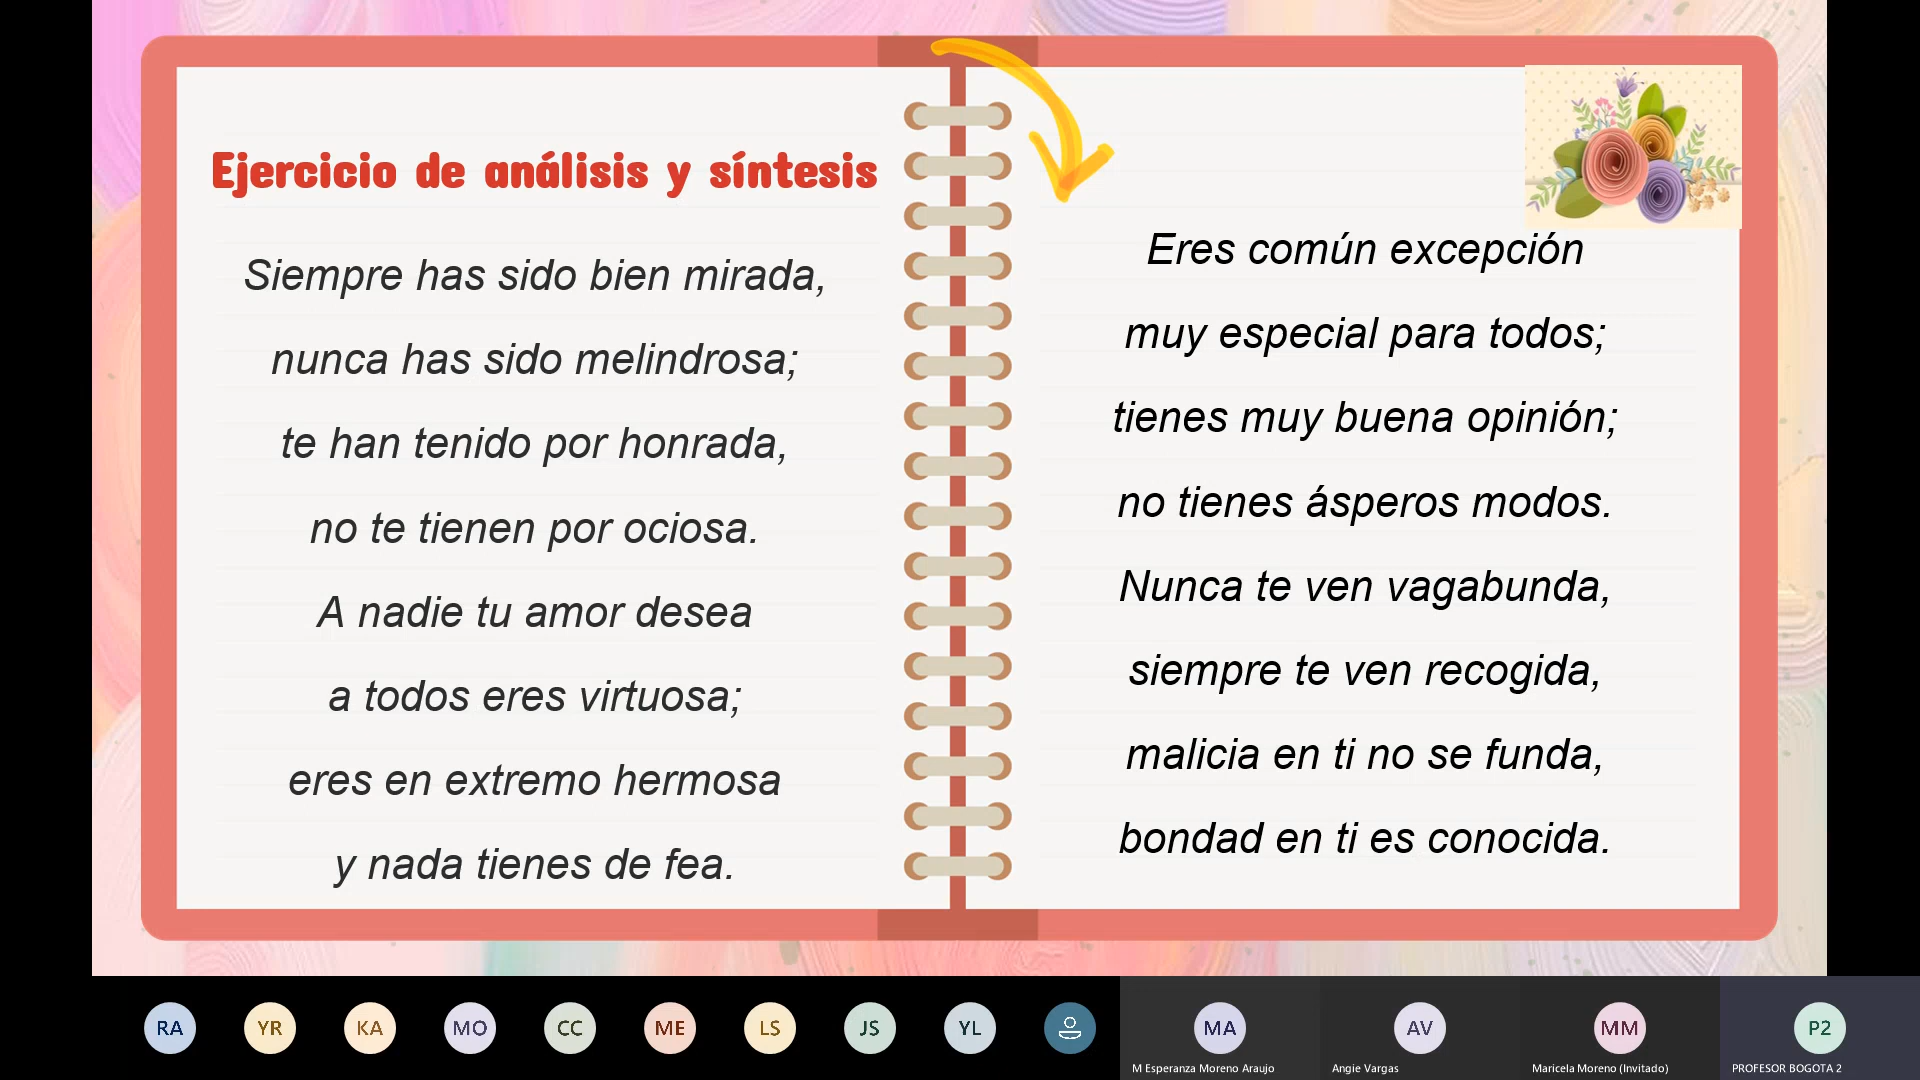 Ejercicio de análisis y síntesis
Siempre has sido bien mirada,
nunca has sido melindrosa;
te han tenido por honrada,
no te tienen por ociosa.
A nadie tu amor desea
a todos eres virtuosa;
eres en extremo hermosa
y nada tienes de fea.
Eres común excepción
muy especial para todos;
tienes muy buena opinión;
no tienes ásperos modos.
Nunca te ven vagabunda,
siempre te ven recogida,
malicia en ti no se funda,
bondad en ti es conocida.
RA YR KA MO CC ME LS JS YL MA AV MM P2
M Esperanza Moreno Araujo Angie Vargas Maricela Moreno (Invitado) PROFESOR BOGOTA 2